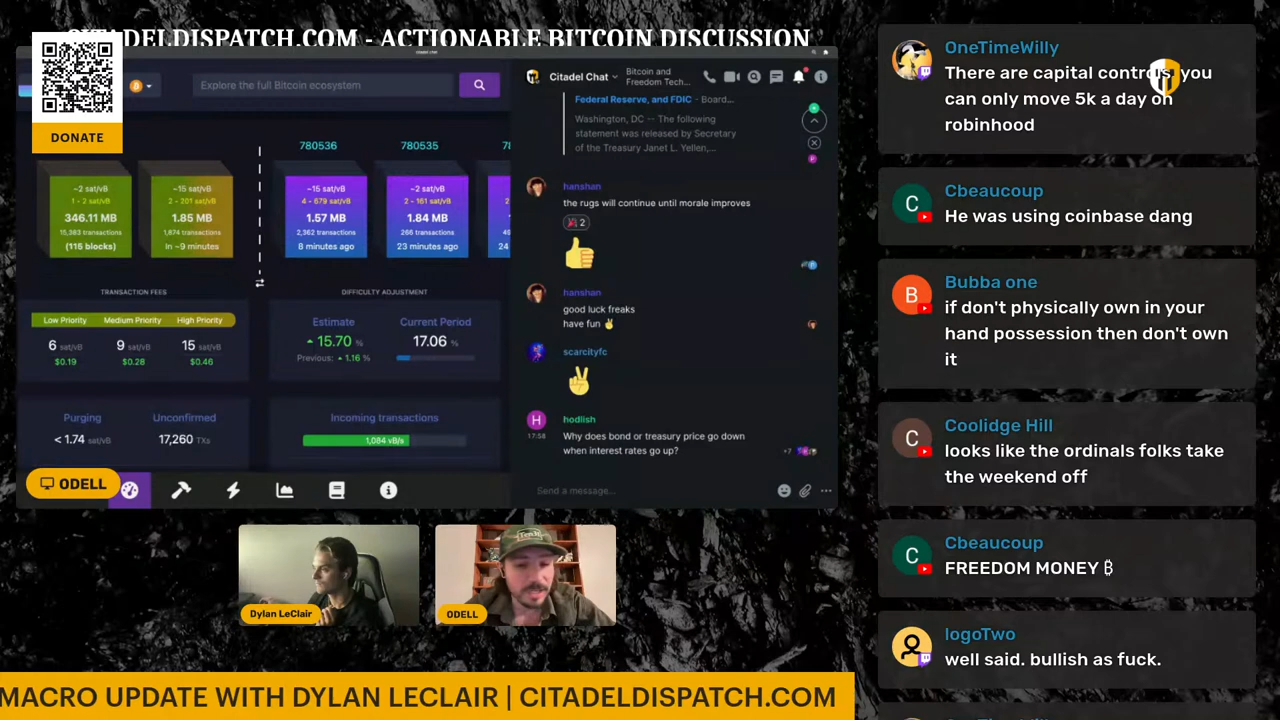 CITADELDISPATCH.COM - ACTIONABLE BITCOIN DISCUSSION
DONATE
Explore the full Bitcoin ecosystem
780536
780535
78
~2 sat/vB
1 - 2 sat/vB
346.11 MB
15,383 transactions
(115 blocks)
~15 sat/vB
2 - 201 sat/vB
1.85 MB
1,674 transactions
In ~9 minutes
~15 sat/vB
4 - 679 sat/vB
1.57 MB
2,362 transactions
8 minutes ago
~2 sat/vB
2 - 161 sat/vB
1.84 MB
266 transactions
23 minutes ago
24
TRANSACTION FEES
Low Priority
Medium Priority
High Priority
6 sat/vB
9 sat/vB
15 sat/vB
$0.19
$0.28
$0.46
DIFFICULTY ADJUSTMENT
Estimate
Current Period
15.70 %
17.06 %
Previous: 1.16 %
Purging
Unconfirmed
< 1.74 sat/vB
17,260 TXs
Incoming transactions
1,084 vB/s
Citadel Chat
Bitcoin and
Freedom Tech...
Federal Reserve, and FDIC - Board...
Washington, DC -- The following
statement was released by Secretary
of the Treasury Janet L. Yellen,...
hanshan
the rugs will continue until morale improves
2
👍
hanshan
good luck freaks
have fun ✌
scarcityfc
✌
H
hodlish
17:58
Why does bond or treasury price go down
when interest rates go up?
+7
Send a message...
ODELL
Dylan LeClair
ODELL
MACRO UPDATE WITH DYLAN LECLAIR | CITADELDISPATCH.COM
OneTimeWilly
There are capital controls, you
can only move 5k a day on
robinhood
C
Cbeaucoup
He was using coinbase dang
B
Bubba one
if don't physically own in your
hand possession then don't own
it
C
Coolidge Hill
looks like the ordinals folks take
the weekend off
C
Cbeaucoup
FREEDOM MONEY ₿
logoTwo
well said. bullish as fuck.